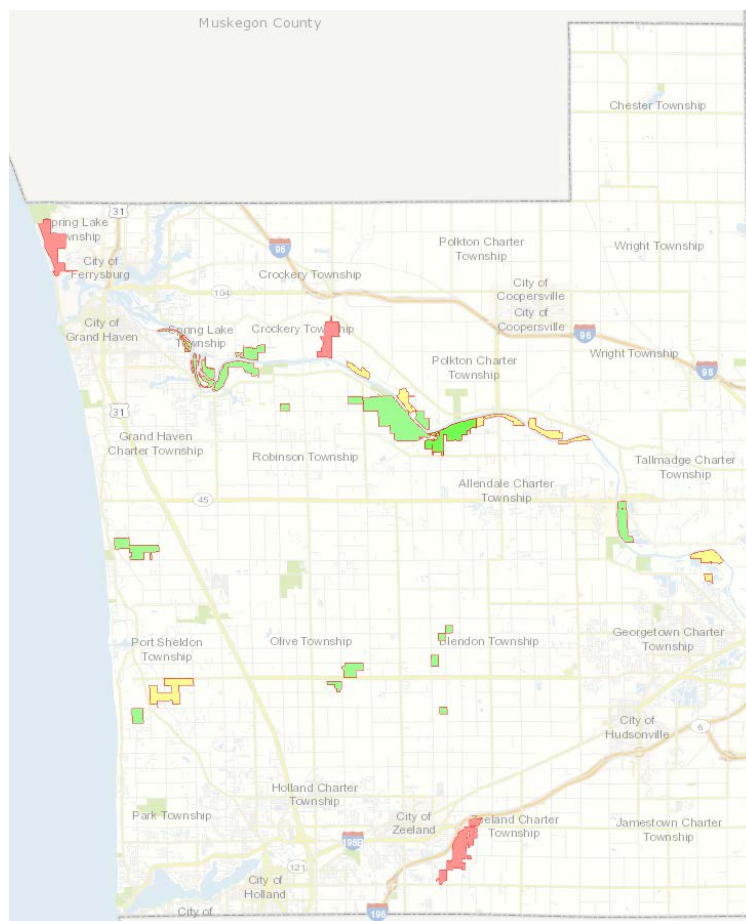 Muskegon County
Chester Township
31
Spring Lake
Township
96
Polkton Charter
Township
Wright Township
City of
Ferrysburg
Crockery Township
City of
Coopersville
104
City of
Grand Haven
Spring Lake
Township
Crockery Township
City of
Coopersville
96
Wright Township
Polkton Charter
Township
96
31
Grand Haven
Charter Township
Robinson Township
Tallmadge Charter
Township
Allendale Charter
Township
45
Port Sheldon
Township
Olive Township
Blendon Township
Georgetown Charter
Township
City of
Hudsonville
6
Holland Charter
Township
Park Township
City of
Zeeland
Zeeland Charter
Township
Jamestown Charter
Township
196B
121
City of
Holland
City of
196